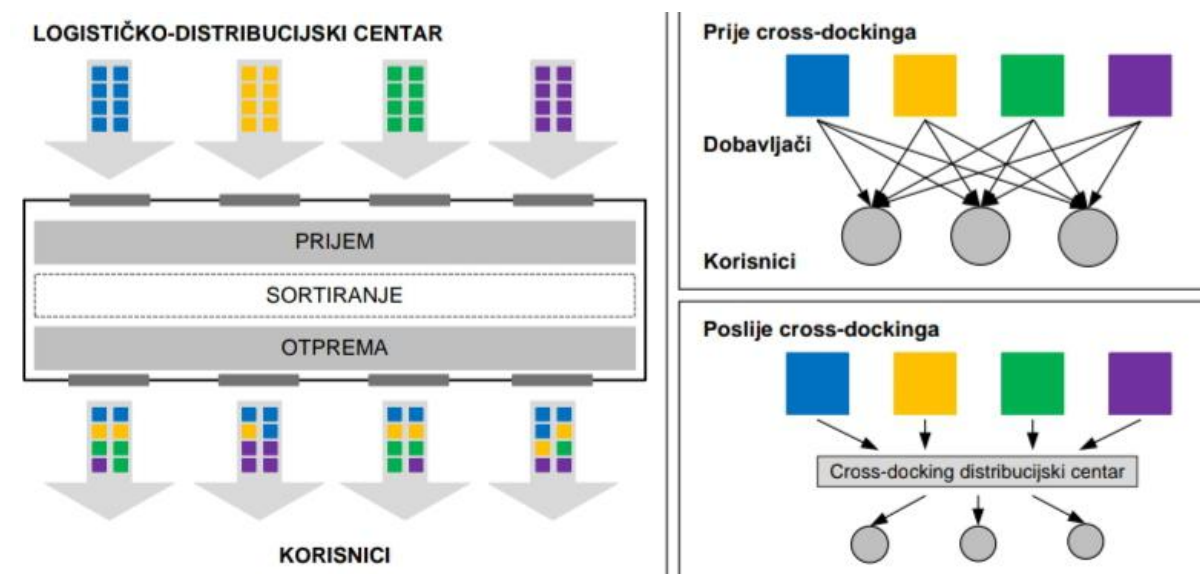 LOGISTIČKO-DISTRIBUCIJSKI CENTAR
PRIJEM
SORTIRANJE
OTPREMA
KORISNICI
Prije cross-dockinga
Dobavljači
Korisnici
Poslije cross-dockinga
Cross-docking distribucijski centar